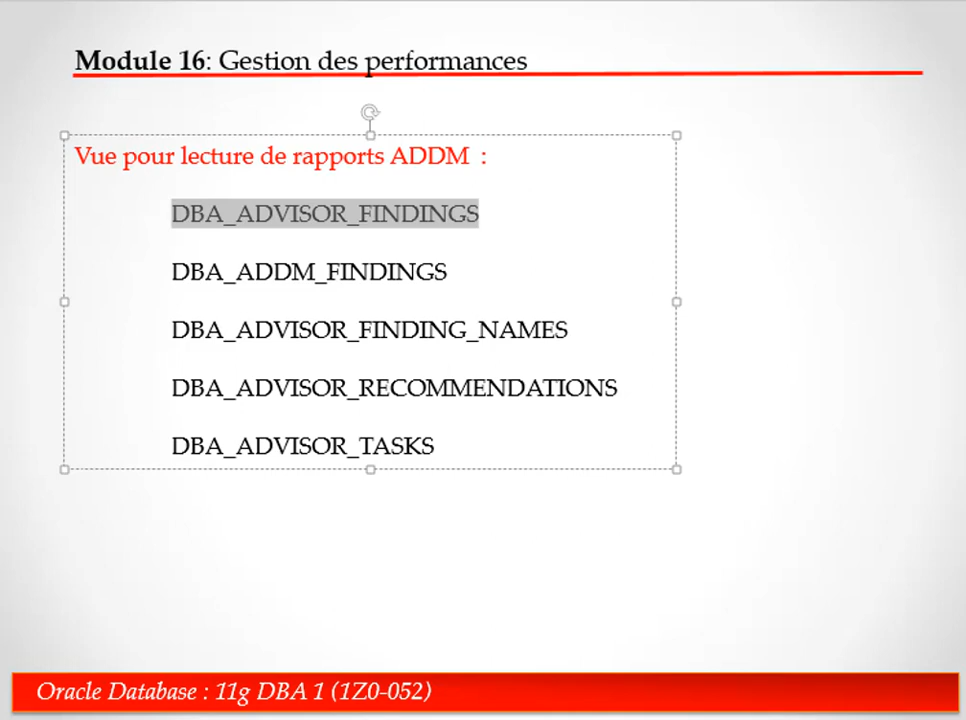 Module 16: Gestion des performances
Vue pour lecture de rapports ADDM :
DBA_ADVISOR_FINDINGS
DBA_ADDM_FINDINGS
DBA_ADVISOR_FINDING_NAMES
DBA_ADVISOR_RECOMMENDATIONS
DBA_ADVISOR_TASKS
Oracle Database : 11g DBA 1 (1Z0-052)